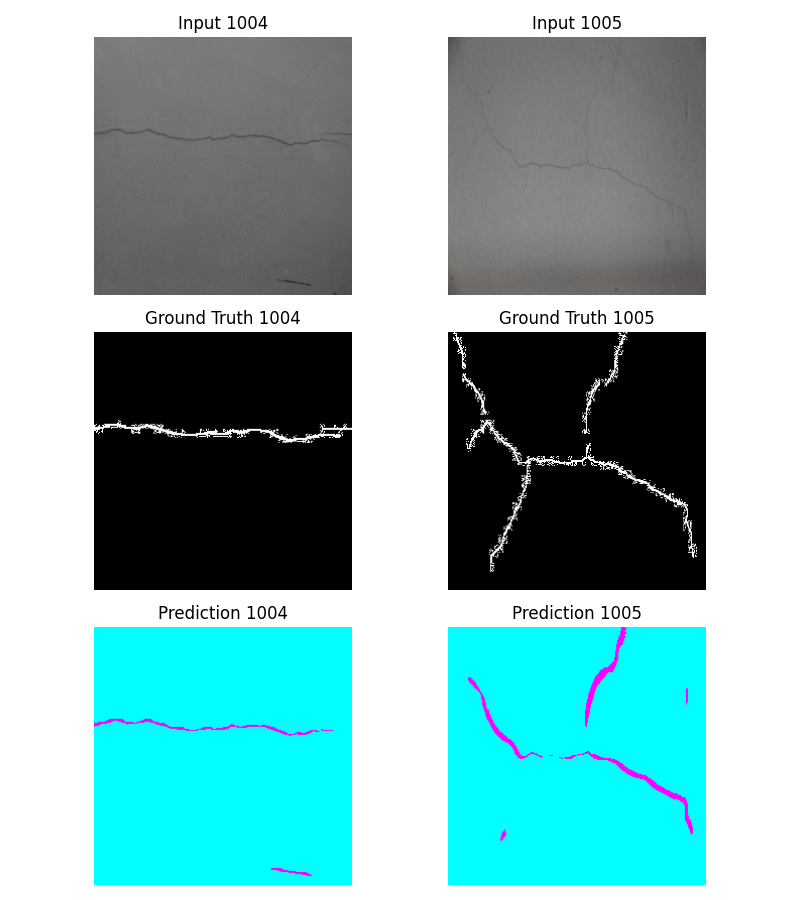 Input 1004
Input 1005
Ground Truth 1004
Ground Truth 1005
Prediction 1004
Prediction 1005